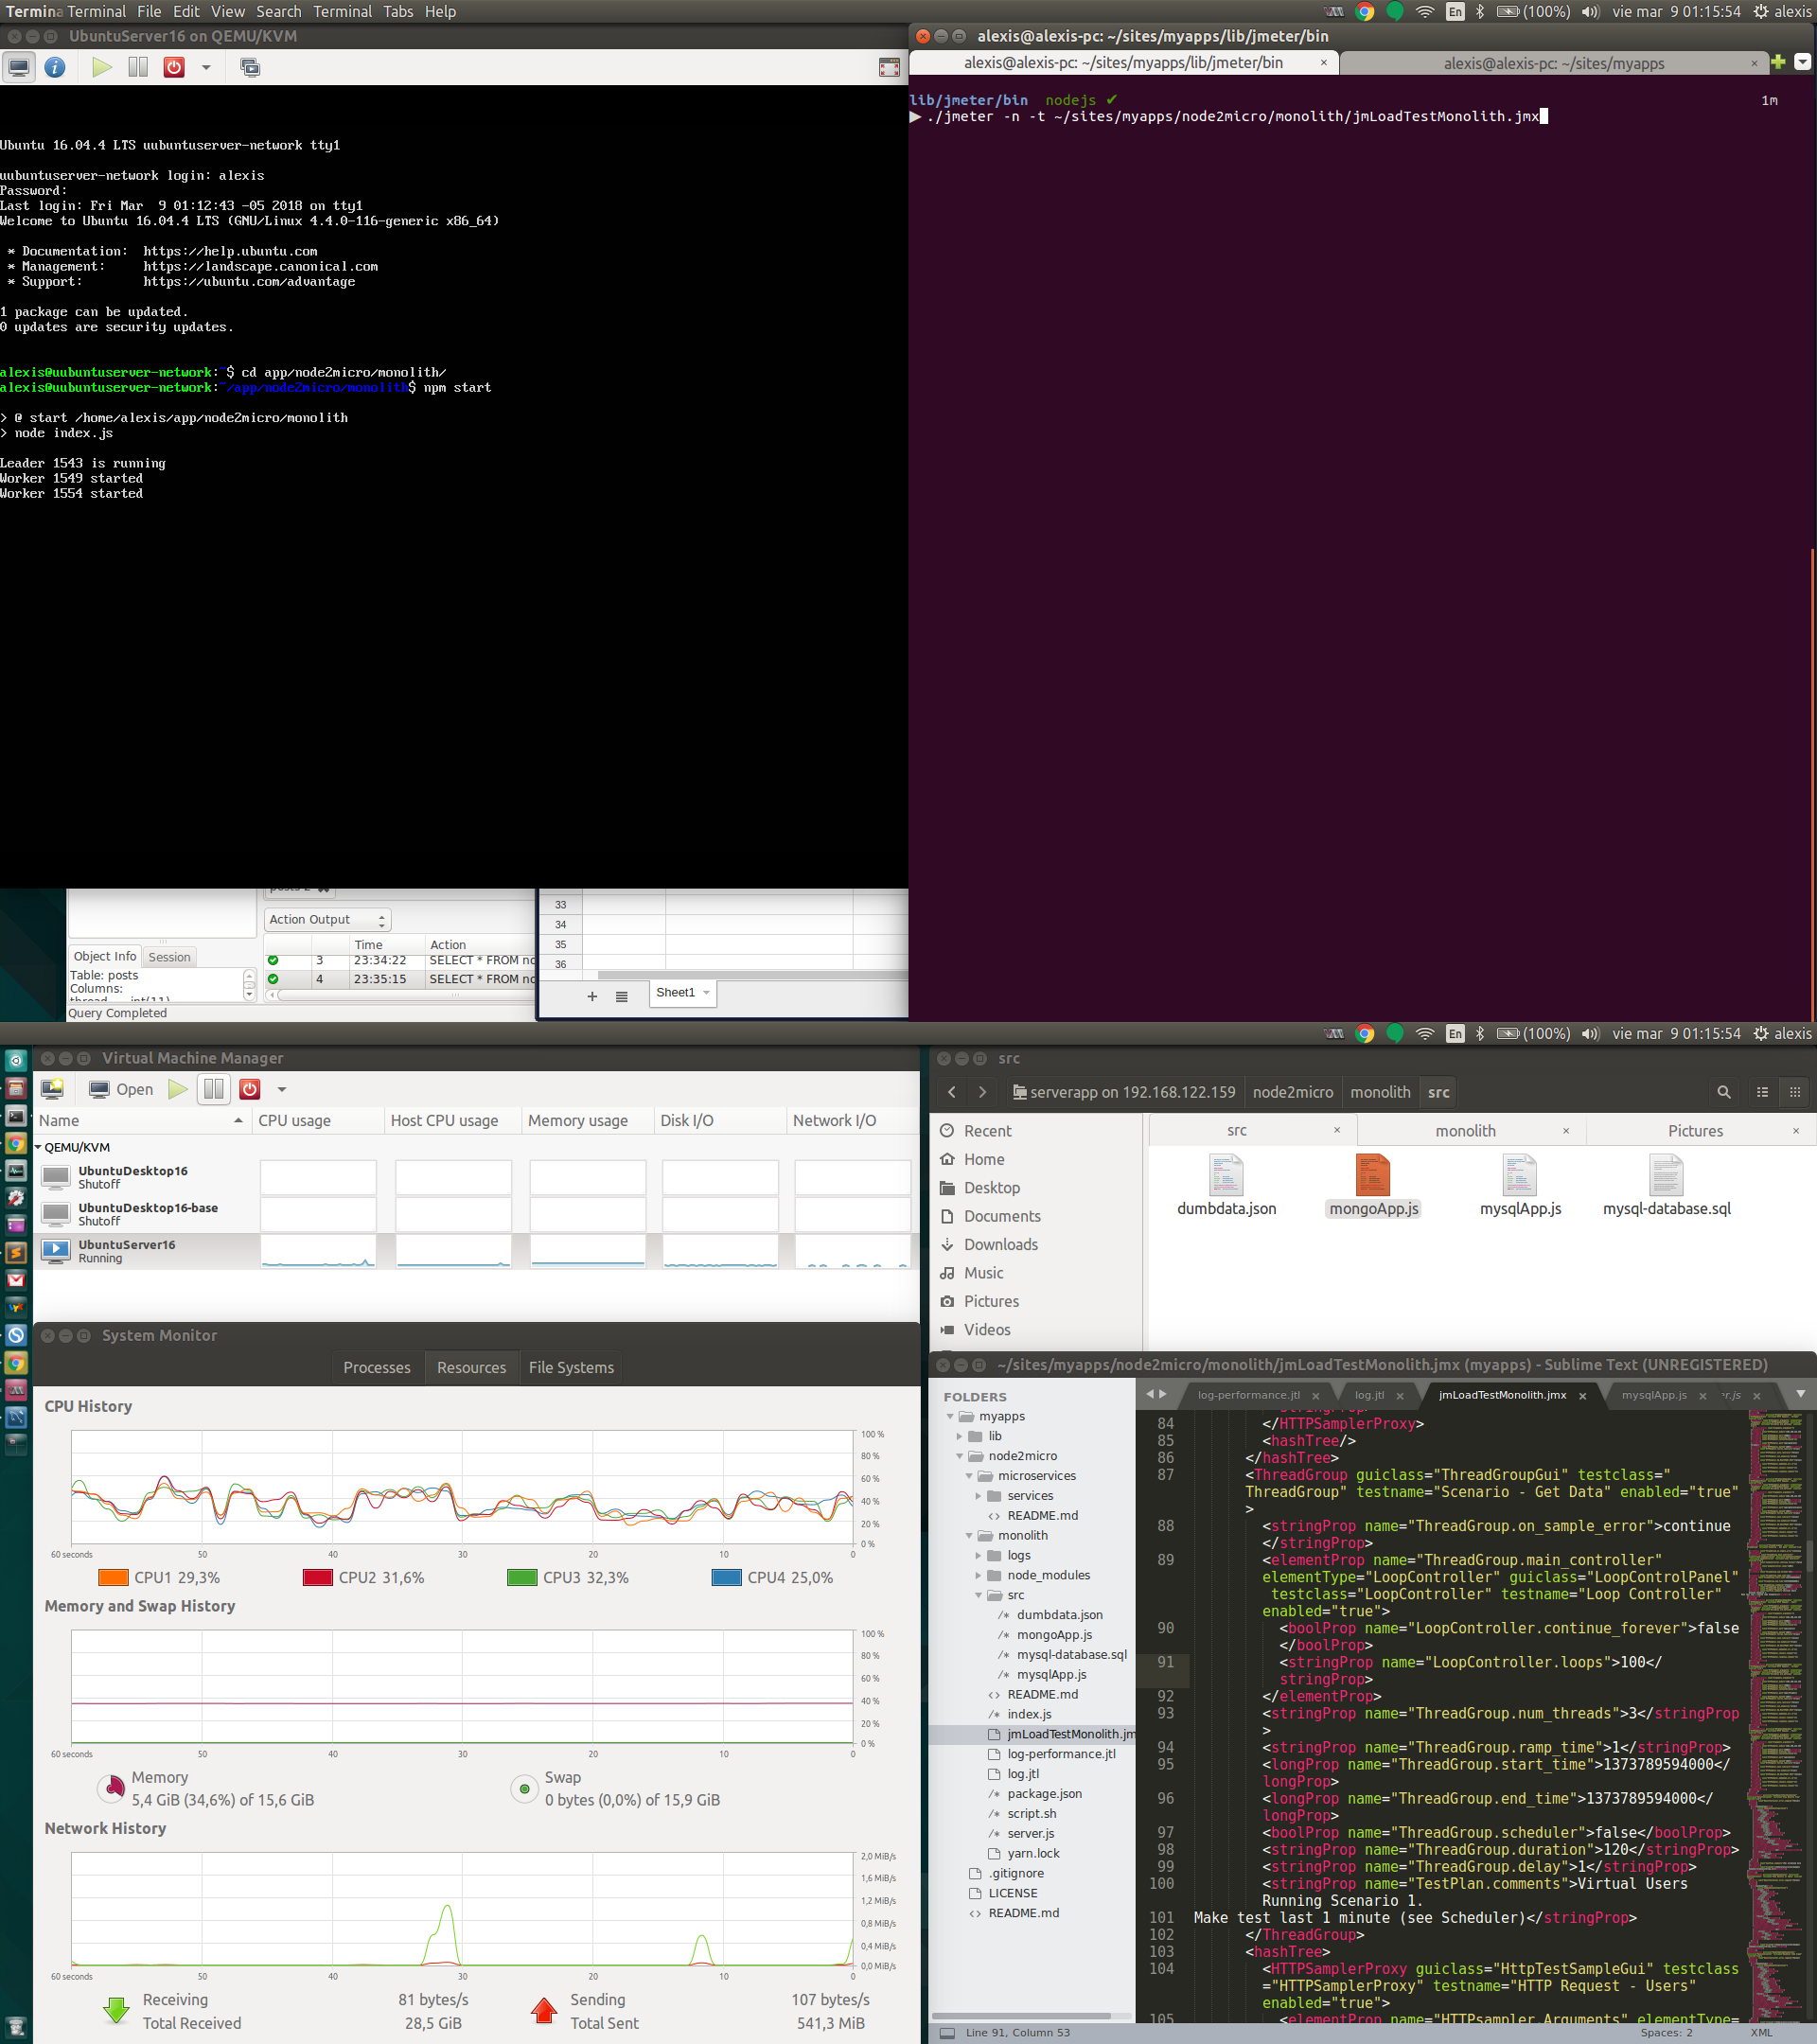 Termina Terminal File Edit View Search Terminal Tabs Help
En (100%) vie mar 9 01:15:54 alexis
UbuntuServer16 on QEMU/KVM
Ubuntu 16.04.4 LTS uubuntuserver-network tty1
uubuntuserver-network login: alexis
Password:
Last login: Fri Mar  9 01:12:43 -05 2018 on tty1
Welcome to Ubuntu 16.04.4 LTS (GNU/Linux 4.4.0-116-generic x86_64)
* Documentation:  https://help.ubuntu.com
* Management:     https://landscape.canonical.com
* Support:        https://ubuntu.com/advantage
1 package can be updated.
0 updates are security updates.
alexis@uubuntuserver-network:~$ cd app/node2micro/monolith/
alexis@uubuntuserver-network:~/app/node2micro/monolith$ npm start
> @ start /home/alexis/app/node2micro/monolith
> node index.js
Leader 1543 is running
Worker 1549 started
Worker 1554 started
alexis@alexis-pc: ~/sites/myapps/lib/jmeter/bin
alexis@alexis-pc: ~/sites/myapps/lib/jmeter/bin × alexis@alexis-pc: ~/sites/myapps ×
lib/jmeter/bin nodejs ✔ 1m
./jmeter -n -t ~/sites/myapps/node2micro/monolith/jmLoadTestMonolith.jmx
Action Output
Time Action
3 23:34:22 SELECT * FROM no
4 23:35:15 SELECT * FROM no
Object Info Session
Table: posts
Columns:
Query Completed
33
34
35
36
Sheet1
En (100%) vie mar 9 01:15:54 alexis
Virtual Machine Manager
Open
Name CPU usage Host CPU usage Memory usage Disk I/O Network I/O
QEMU/KVM
UbuntuDesktop16
Shutoff
UbuntuDesktop16-base
Shutoff
UbuntuServer16
Running
System Monitor
Processes Resources File Systems
CPU History
100 %
80 %
60 %
40 %
20 %
0 %
60 seconds 50 40 30 20 10 0
CPU1 29,3% CPU2 31,6% CPU3 32,3% CPU4 25,0%
Memory and Swap History
100 %
80 %
60 %
40 %
20 %
0 %
60 seconds 50 40 30 20 10 0
Memory
5,4 GiB (34,6%) of 15,6 GiB
Swap
0 bytes (0,0%) of 15,9 GiB
Network History
2,0 MiB/s
1,6 MiB/s
1,2 MiB/s
0,8 MiB/s
0,4 MiB/s
0,0 MiB/s
60 seconds 50 40 30 20 10 0
Receiving 81 bytes/s
Total Received 28,5 GiB
Sending 107 bytes/s
Total Sent 541,3 MiB
src
serverapp on 192.168.122.159 node2micro monolith src
Recent
Home
Desktop
Documents
Downloads
Music
Pictures
Videos
src × monolith × Pictures ×
dumbdata.json mongoApp.js mysqlApp.js mysql-database.sql
~/sites/myapps/node2micro/monolith/jmLoadTestMonolith.jmx (myapps) - Sublime Text (UNREGISTERED)
FOLDERS
myapps
lib
node2micro
microservices
services
README.md
monolith
logs
node_modules
src
dumbdata.json
mongoApp.js
mysql-database.sql
mysqlApp.js
README.md
index.js
jmLoadTestMonolith.jm
log-performance.jtl
log.jtl
package.json
script.sh
server.js
yarn.lock
.gitignore
LICENSE
README.md
log-performance.jtl × log.jtl × jmLoadTestMonolith.jmx × mysqlApp.js × r.js ×
84 </HTTPSamplerProxy>
85 <hashTree/>
86 </hashTree>
87 <ThreadGroup guiclass="ThreadGroupGui" testclass="
ThreadGroup" testname="Scenario - Get Data" enabled="true"
>
88 <stringProp name="ThreadGroup.on_sample_error">continue
</stringProp>
89 <elementProp name="ThreadGroup.main_controller"
elementType="LoopController" guiclass="LoopControlPanel"
testclass="LoopController" testname="Loop Controller"
enabled="true">
90 <boolProp name="LoopController.continue_forever">false
</boolProp>
91 <stringProp name="LoopController.loops">100</
stringProp>
92 </elementProp>
93 <stringProp name="ThreadGroup.num_threads">3</stringProp
>
94 <stringProp name="ThreadGroup.ramp_time">1</stringProp>
95 <longProp name="ThreadGroup.start_time">1373789594000</
longProp>
96 <longProp name="ThreadGroup.end_time">1373789594000</
longProp>
97 <boolProp name="ThreadGroup.scheduler">false</boolProp>
98 <stringProp name="ThreadGroup.duration">120</stringProp>
99 <stringProp name="ThreadGroup.delay">1</stringProp>
100 <stringProp name="TestPlan.comments">Virtual Users
Running Scenario 1.
101 Make test last 1 minute (see Scheduler)</stringProp>
102 </ThreadGroup>
103 <hashTree>
104 <HTTPSamplerProxy guiclass="HttpTestSampleGui" testclass
="HTTPSamplerProxy" testname="HTTP Request - Users"
enabled="true">
105 <elementProp name="HTTPsampler.Arguments" elementType=
Line 91, Column 53 Spaces: 2 XML